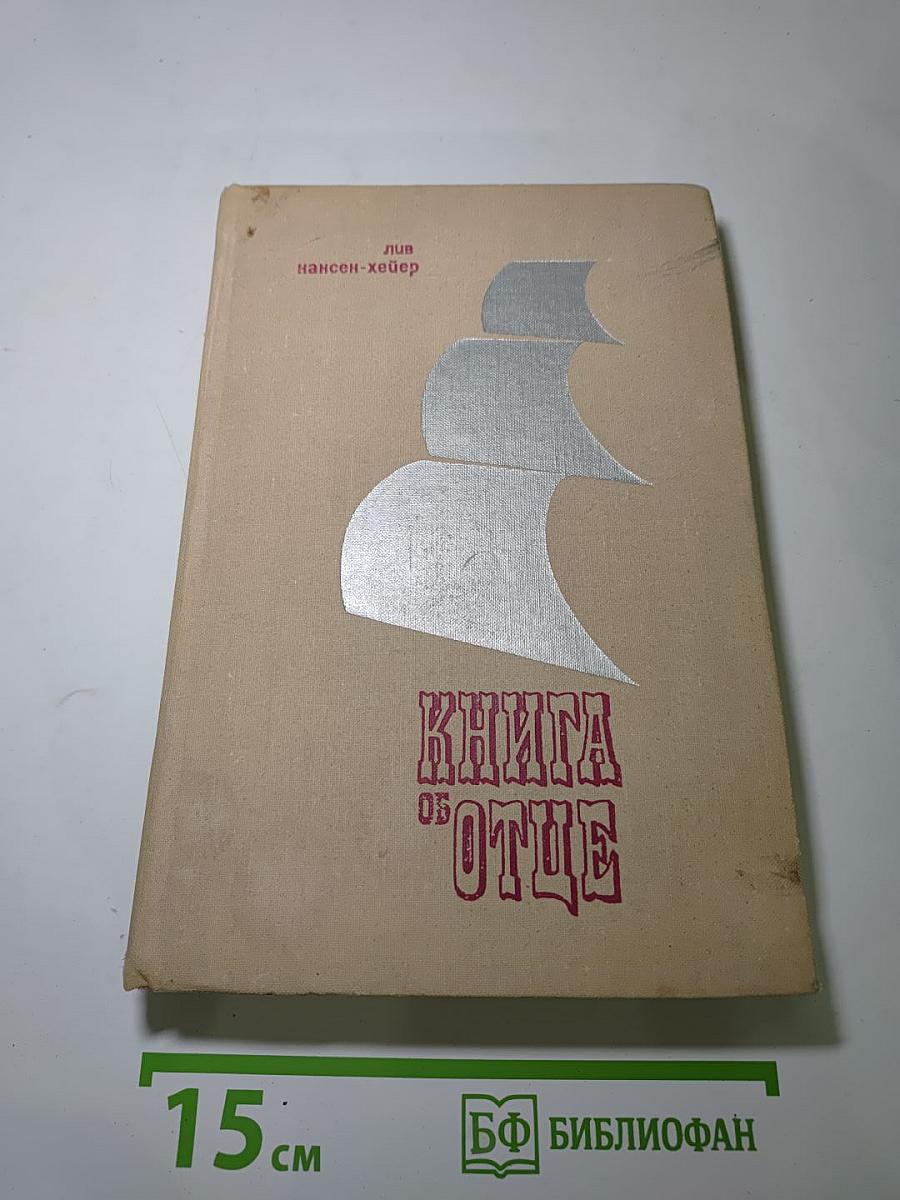 лив
нансен-хейер
КНИГА
ОБ
ОТЦЕ
15 см
БФ БИБЛИОФАН